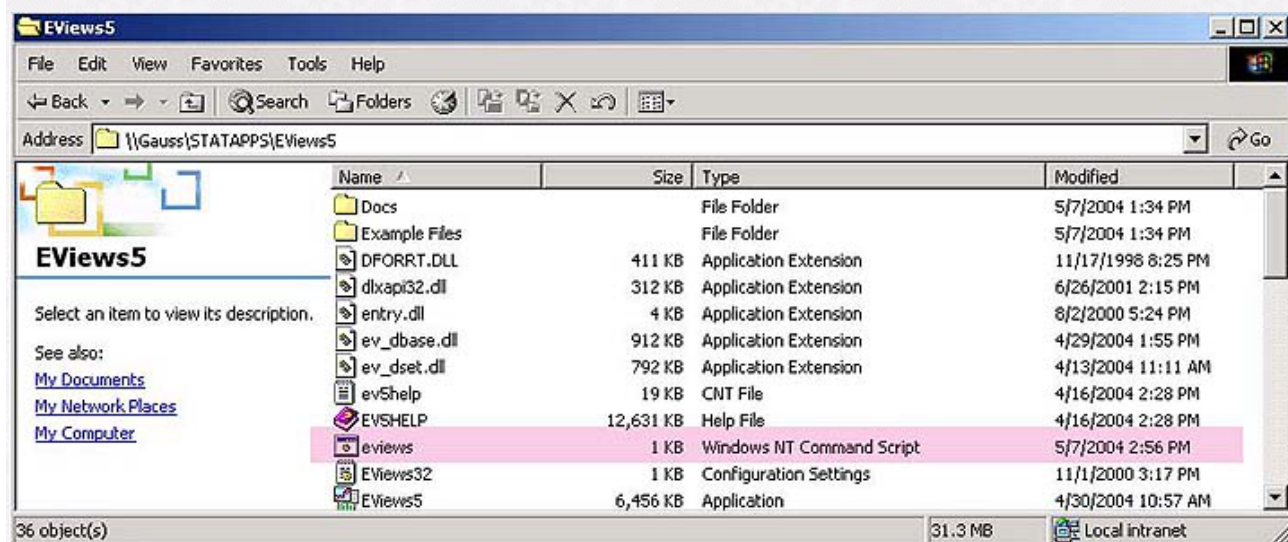 EViews5
File Edit View Favorites Tools Help
Back Search Folders
Address \\Gauss\STATAPPS\EViews5 Go
EViews5
Select an item to view its description.
See also:
My Documents
My Network Places
My Computer
Name Size Type Modified
Docs File Folder 5/7/2004 1:34 PM
Example Files File Folder 5/7/2004 1:34 PM
DFORRT.DLL 411 KB Application Extension 11/17/1998 8:25 PM
dlxapi32.dll 312 KB Application Extension 6/26/2001 2:15 PM
entry.dll 4 KB Application Extension 8/2/2000 5:24 PM
ev_dbase.dll 912 KB Application Extension 4/29/2004 1:55 PM
ev_dset.dll 792 KB Application Extension 4/13/2004 11:11 AM
ev5help 19 KB CNT File 4/16/2004 2:28 PM
EV5HELP 12,631 KB Help File 4/16/2004 2:28 PM
eviews 1 KB Windows NT Command Script 5/7/2004 2:56 PM
EViews32 1 KB Configuration Settings 11/1/2000 3:17 PM
EViews5 6,456 KB Application 4/30/2004 10:57 AM
36 object(s) 31.3 MB Local intranet